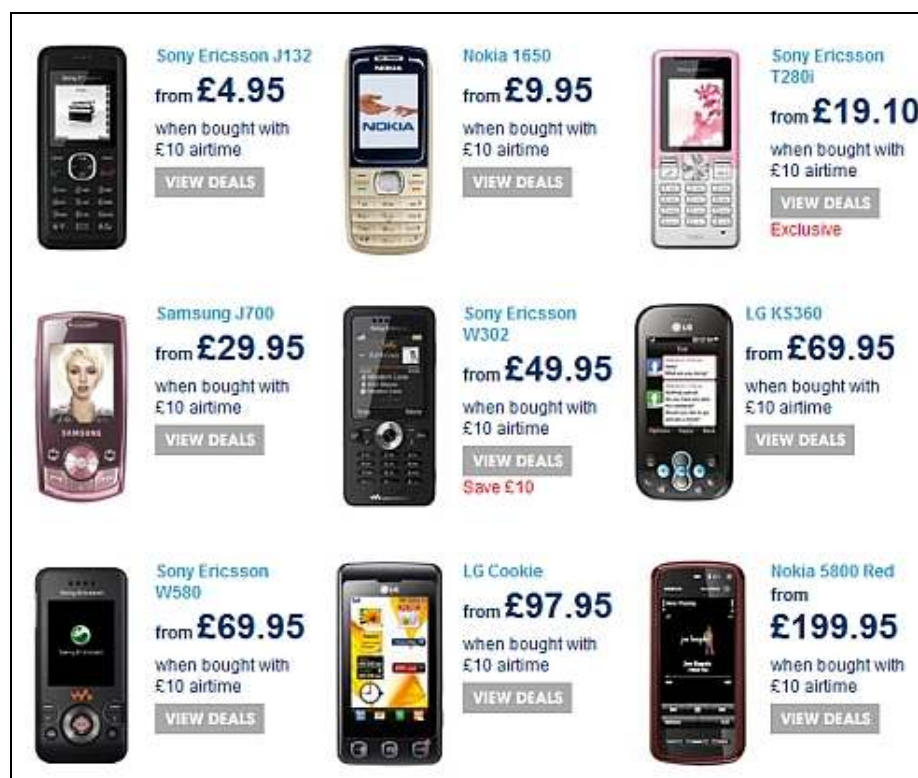 Sony Ericsson J132
from £4.95
when bought with
£10 airtime
VIEW DEALS
NOKIA
NOKIA
Nokia 1650
from £9.95
when bought with
£10 airtime
VIEW DEALS
Sony Ericsson
T280i
from £19.10
when bought with
£10 airtime
VIEW DEALS
Exclusive
SAMSUNG
Samsung J700
from £29.95
when bought with
£10 airtime
VIEW DEALS
Sony Ericsson
W302
from £49.95
when bought with
£10 airtime
VIEW DEALS
Save £10
LG
LG KS360
from £69.95
when bought with
£10 airtime
VIEW DEALS
Sony Ericsson
W580
from £69.95
when bought with
£10 airtime
VIEW DEALS
LG
LG Cookie
from £97.95
when bought with
£10 airtime
VIEW DEALS
Nokia 5800 Red
from
£199.95
when bought with
£10 airtime
VIEW DEALS